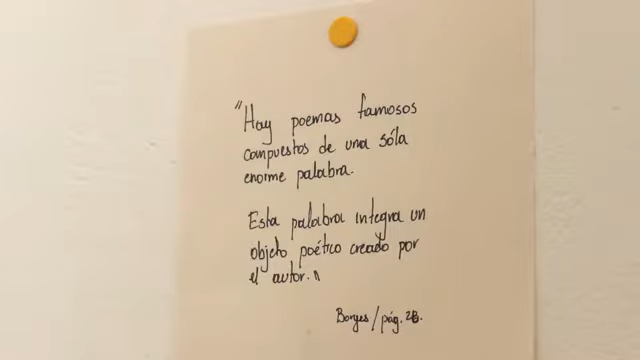 "Hay poemas famosos
compuestos de una sóla
enorme palabra.
Esta palabra integra un
objeto poético creado por
el autor."
Borges/pág.